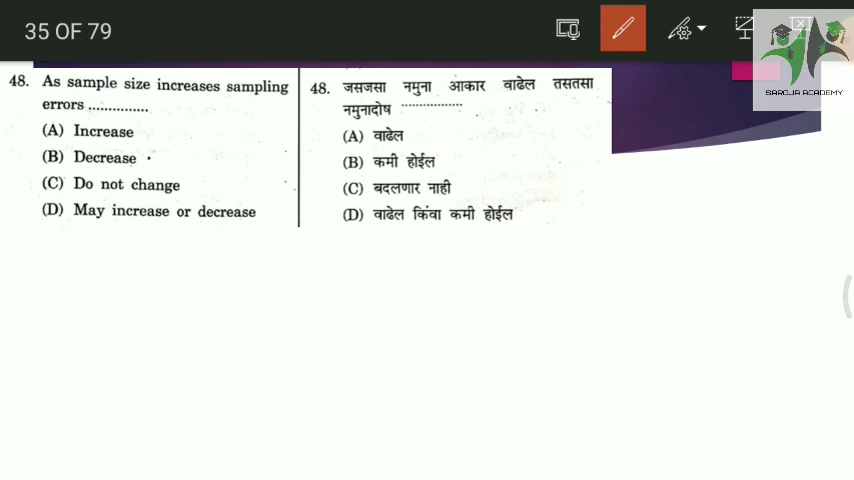 35 OF 79
SAROJA ACADEMY
48. As sample size increases sampling
errors ...............
(A) Increase
(B) Decrease
(C) Do not change
(D) May increase or decrease
48. जसजसा नमुना आकार वाढेल तसतसा
नमुनादोष ................
(A) वाढेल
(B) कमी होईल
(C) बदलणार नाही
(D) वाढेल किंवा कमी होईल